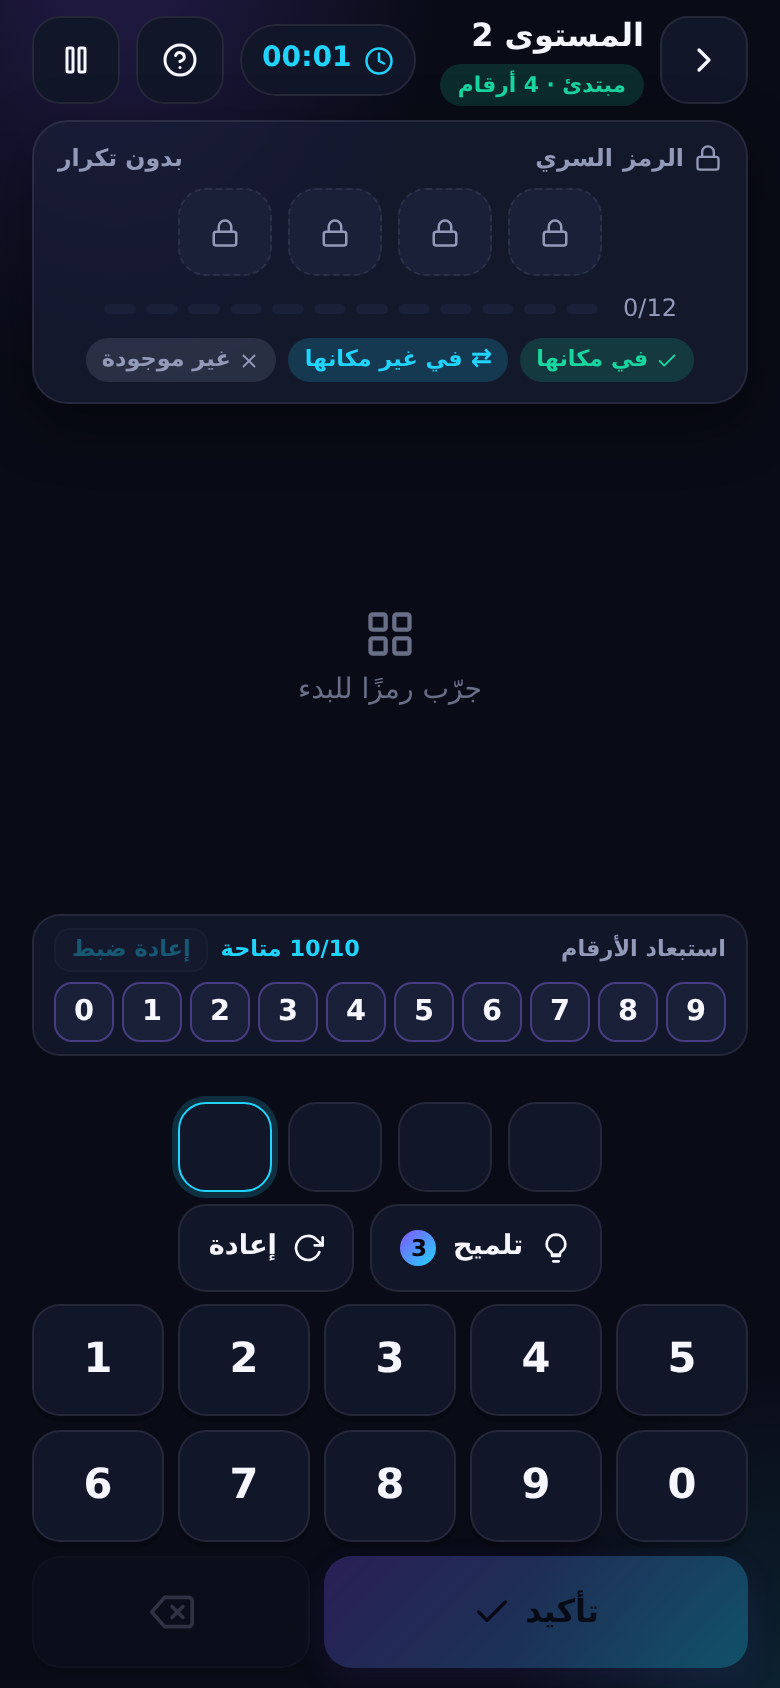 المستوى 2
مبتدئ · 4 أرقام
00:01
الرمز السري
بدون تكرار
0/12
في مكانها
في غير مكانها
غير موجودة
جرّب رمزًا للبدء
استبعاد الأرقام
10/10 متاحة
إعادة ضبط
0 1 2 3 4 5 6 7 8 9
تلميح 3
إعادة
1 2 3 4 5
6 7 8 9 0
تأكيد